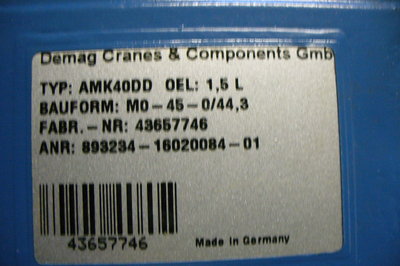 Demag Cranes & Components Gmb
TYP: AMK40DD OEL: 1,5 L
BAUFORM: M0-45-0/44,3
FABR.-NR: 43657746
ANR: 893234-16020084-01
43657746
Made in Germany